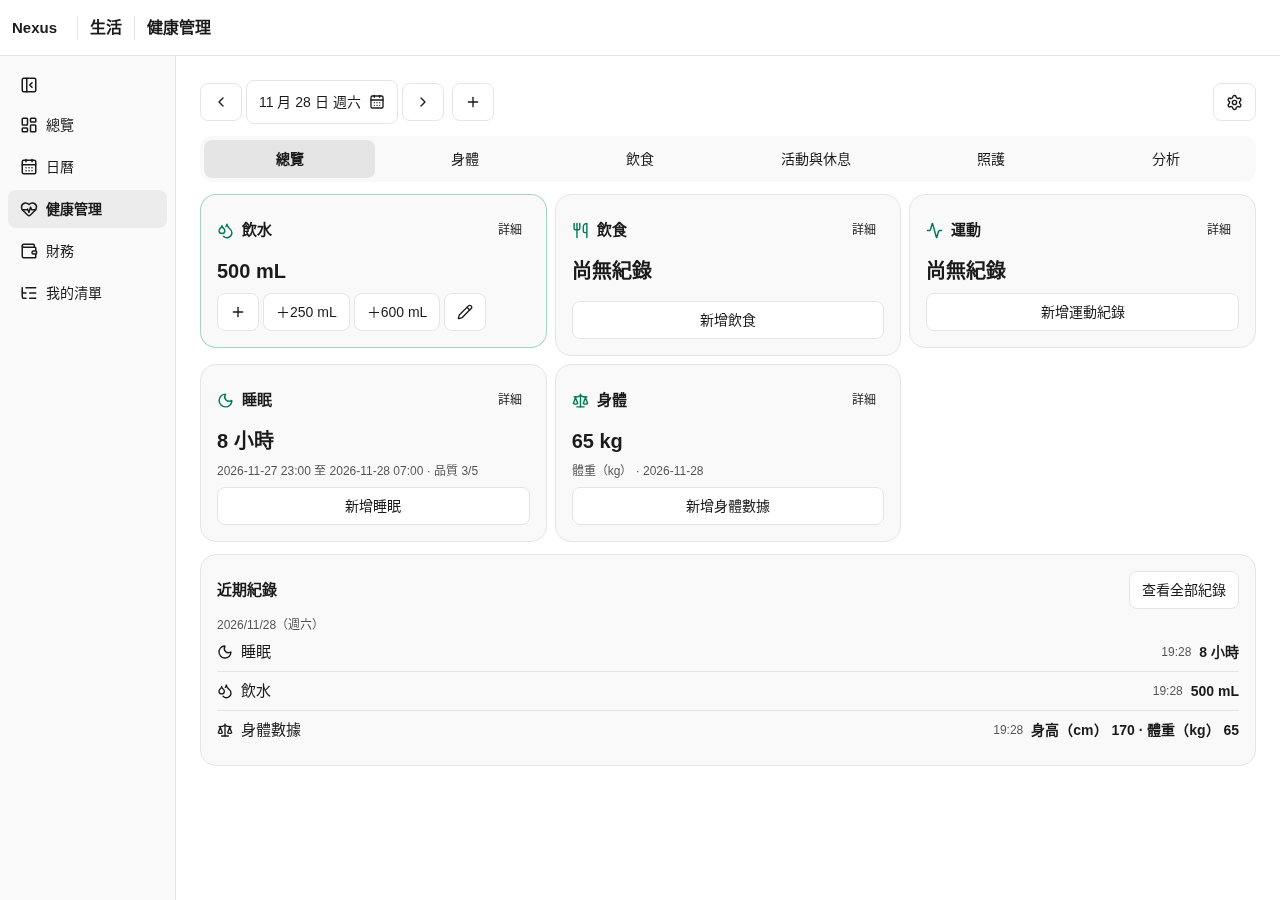 Nexus 生活 健康管理
11 月 28 日 週六
總覽
日曆
健康管理
財務
我的清單
總覽 身體 飲食 活動與休息 照護 分析
飲水 詳細
500 mL
＋250 mL ＋600 mL
飲食 詳細
尚無紀錄
新增飲食
運動 詳細
尚無紀錄
新增運動紀錄
睡眠 詳細
8 小時
2026-11-27 23:00 至 2026-11-28 07:00 · 品質 3/5
新增睡眠
身體 詳細
65 kg
體重（kg） · 2026-11-28
新增身體數據
近期紀錄 查看全部紀錄
2026/11/28（週六）
睡眠 19:28 8 小時
飲水 19:28 500 mL
身體數據 19:28 身高（cm） 170 · 體重（kg） 65